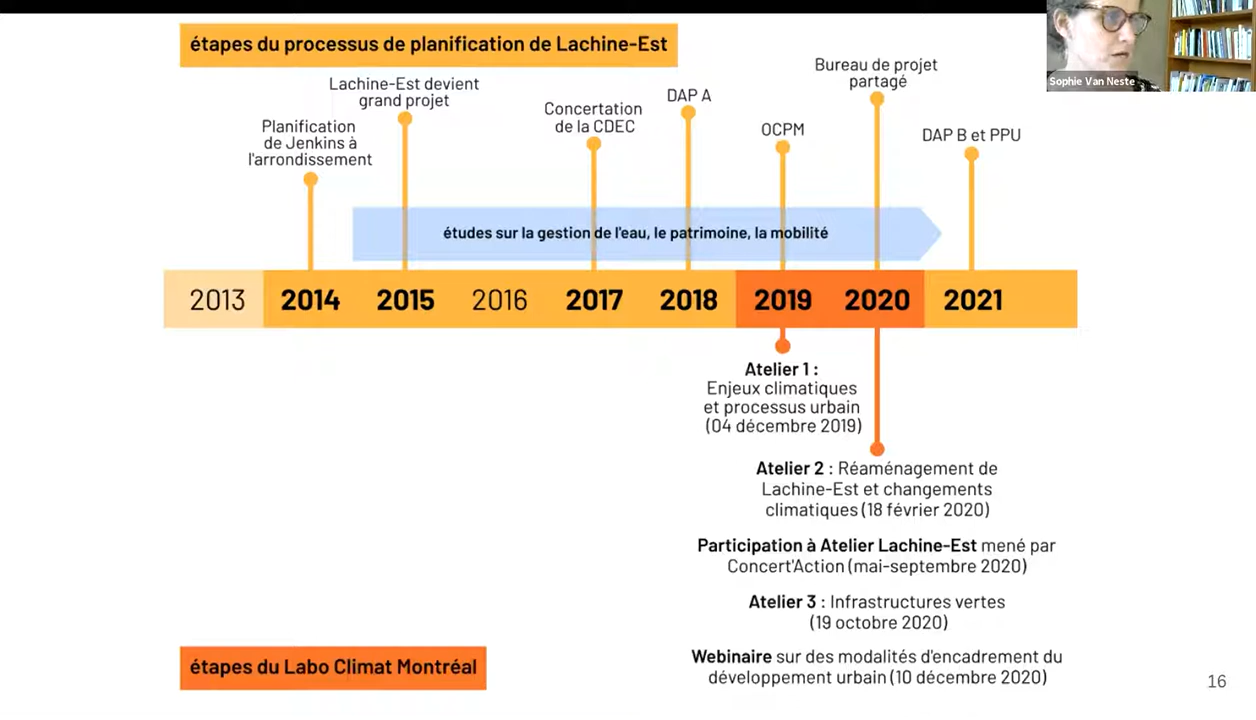 étapes du processus de planification de Lachine-Est
Sophie Van Neste
Bureau de projet
partagé
Lachine-Est devient
grand projet
DAP A
Concertation
de la CDEC
Planification
de Jenkins à
l'arrondissement
OCPM
DAP B et PPU
études sur la gestion de l'eau, le patrimoine, la mobilité
2013 2014 2015 2016 2017 2018 2019 2020 2021
Atelier 1 :
Enjeux climatiques
et processus urbain
(04 décembre 2019)
Atelier 2 : Réaménagement de
Lachine-Est et changements
climatiques (18 février 2020)
Participation à Atelier Lachine-Est mené par
Concert'Action (mai-septembre 2020)
Atelier 3 : Infrastructures vertes
(19 octobre 2020)
Webinaire sur des modalités d'encadrement du
développement urbain (10 décembre 2020)
étapes du Labo Climat Montréal
16